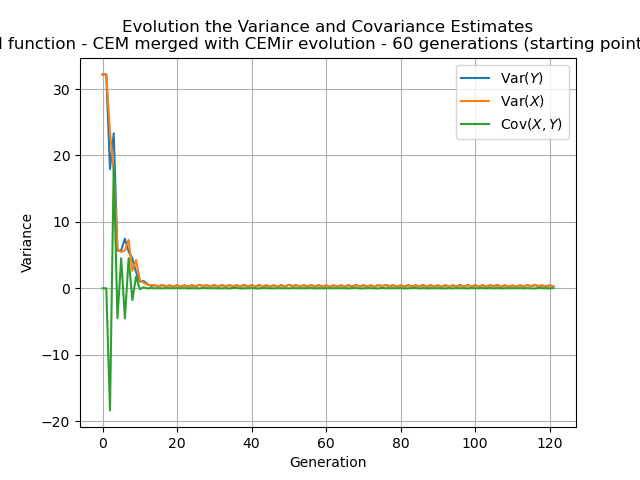 Evolution the Variance and Covariance Estimates
function - CEM merged with CEMir evolution - 60 generations (starting point
Var(Y)
Var(X)
Cov(X, Y)
Variance
30
20
10
0
−10
−20
0 20 40 60 80 100 120
Generation